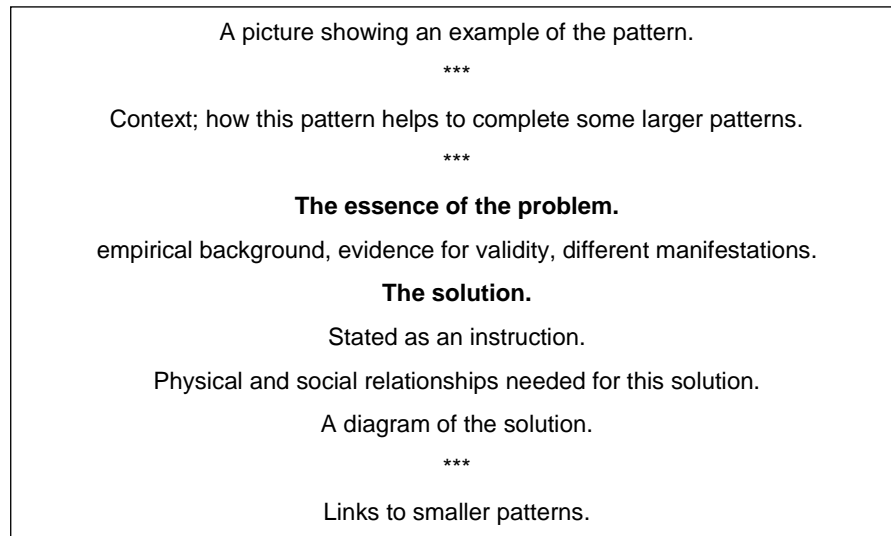 A picture showing an example of the pattern.
***
Context; how this pattern helps to complete some larger patterns.
***
The essence of the problem.
empirical background, evidence for validity, different manifestations.
The solution.
Stated as an instruction.
Physical and social relationships needed for this solution.
A diagram of the solution.
***
Links to smaller patterns.